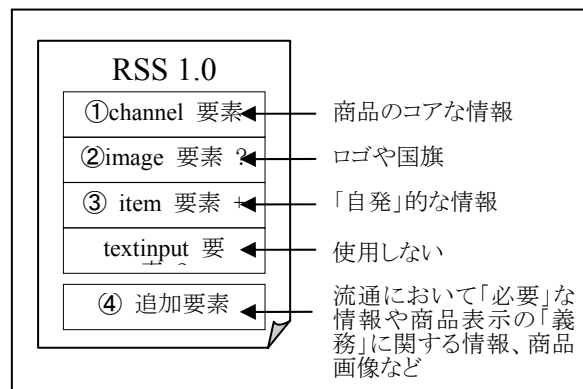 RSS 1.0
①channel 要素
商品のコアな情報
②image 要素 ?
ロゴや国旗
③ item 要素 +
「自発」的な情報
textinput 要
使用しない
④ 追加要素
流通において「必要」な
情報や商品表示の「義
務」に関する情報、商品
画像など